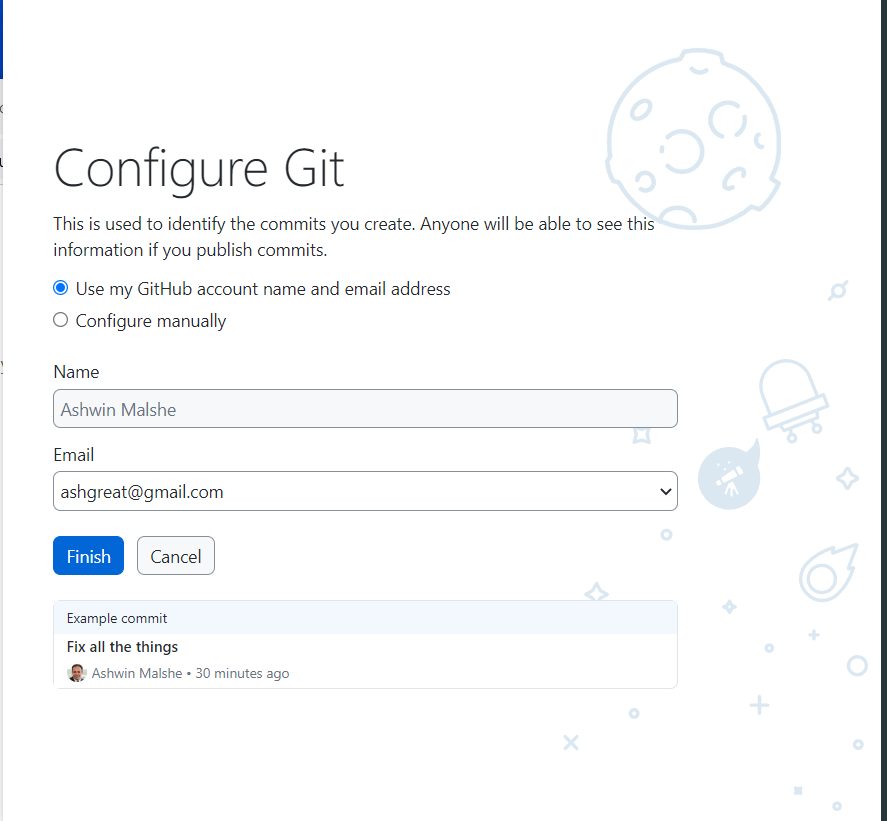 Configure Git
This is used to identify the commits you create. Anyone will be able to see this
information if you publish commits.
Use my GitHub account name and email address
Configure manually
Name
Ashwin Malshe
Email
ashgreat@gmail.com
Finish
Cancel
Example commit
Fix all the things
Ashwin Malshe • 30 minutes ago